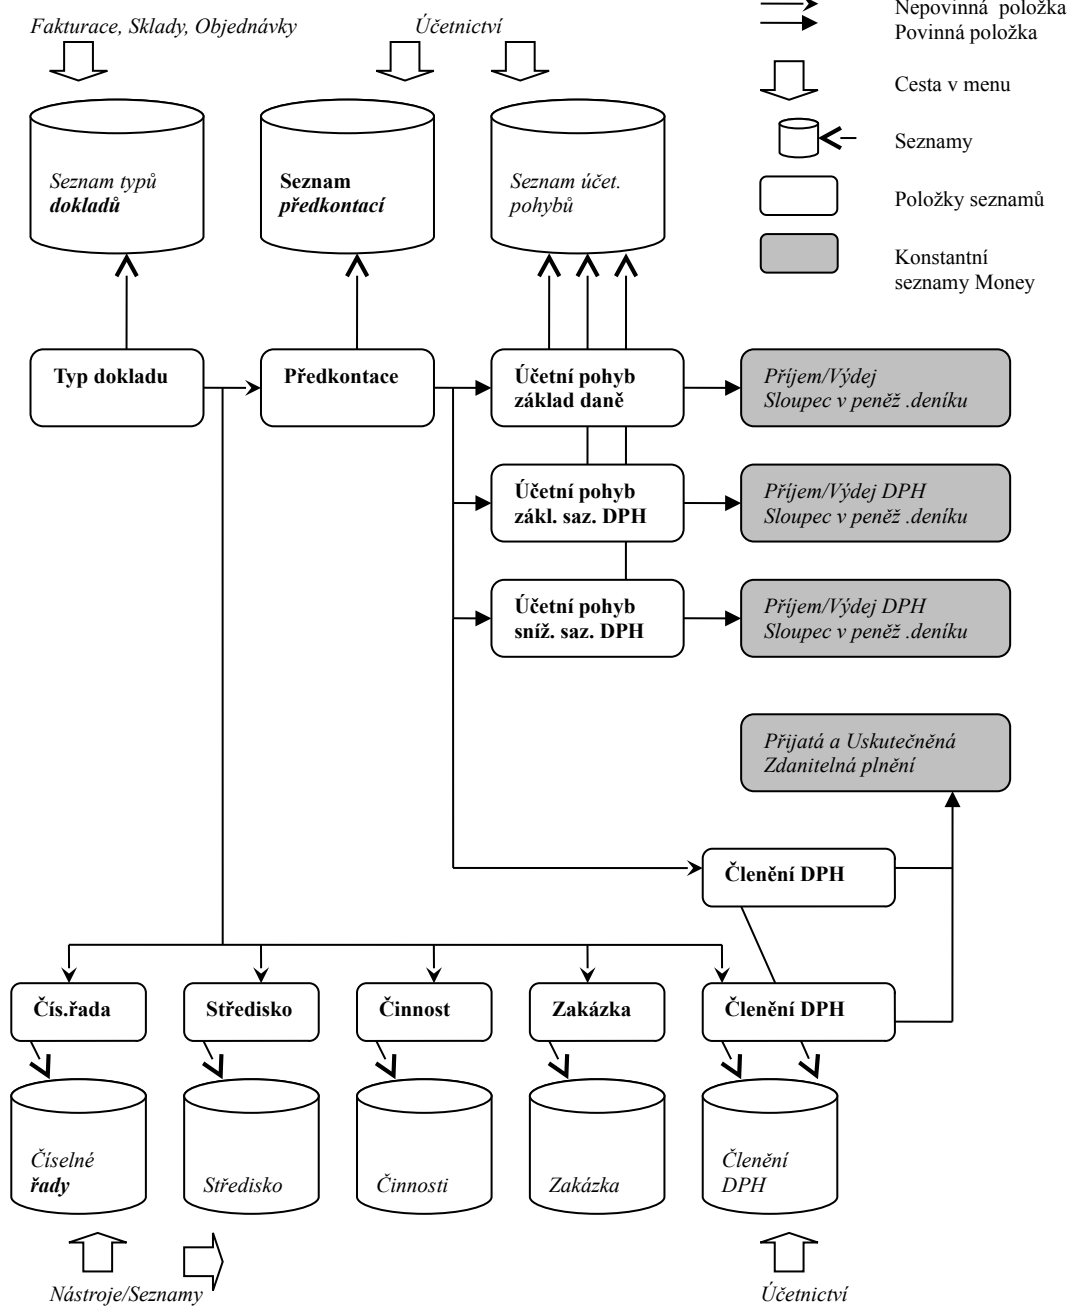 Nepovinná položka
Povinná položka
Fakturace, Sklady, Objednávky
Účetnictví
Cesta v menu
Seznamy
Seznam typů
dokladů
Seznam
předkontací
Seznam účet.
pohybů
Položky seznamů
Konstantní
seznamy Money
Typ dokladu
Předkontace
Účetní pohyb
základ daně
Příjem/Výdej
Sloupec v peněž .deníku
Účetní pohyb
zákl. saz. DPH
Příjem/Výdej DPH
Sloupec v peněž .deníku
Účetní pohyb
sníž. saz. DPH
Příjem/Výdej DPH
Sloupec v peněž .deníku
Přijatá a Uskutečněná
Zdanitelná plnění
Členění DPH
Čís.řada
Středisko
Činnost
Zakázka
Členění DPH
Číselné
řady
Středisko
Činnosti
Zakázka
Členění
DPH
Nástroje/Seznamy
Účetnictví